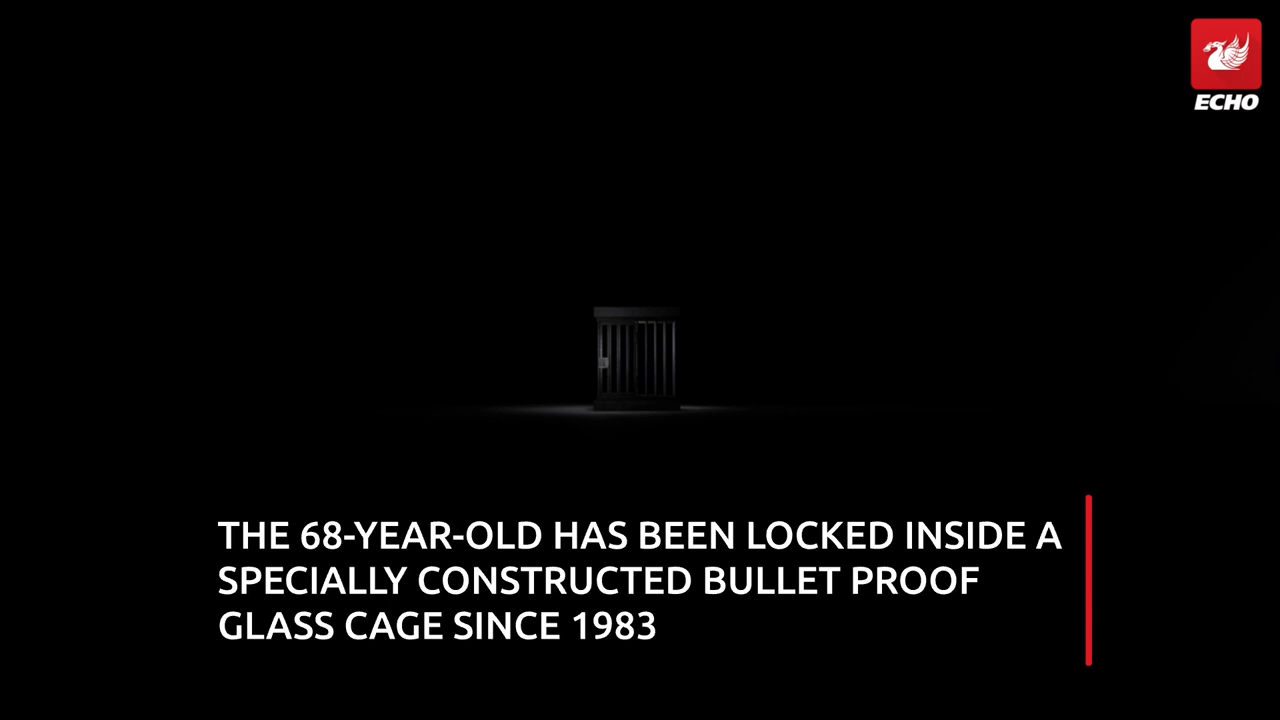 ECHO
THE 68-YEAR-OLD HAS BEEN LOCKED INSIDE A
SPECIALLY CONSTRUCTED BULLET PROOF
GLASS CAGE SINCE 1983